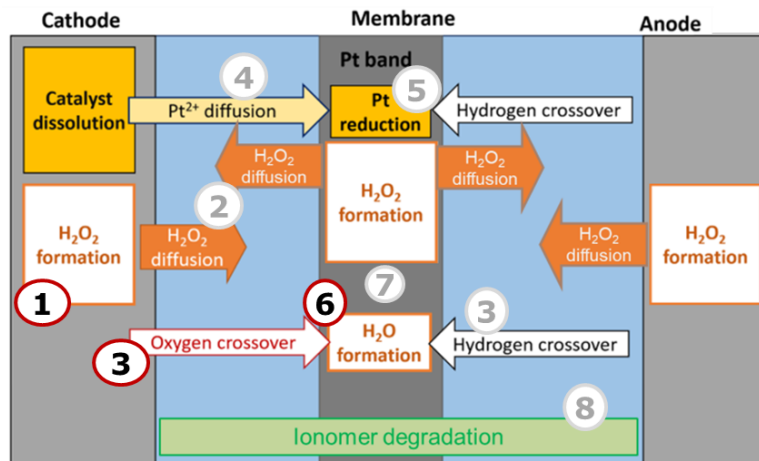 Cathode
Membrane
Anode
Pt band
Catalyst
dissolution
4
Pt²⁺ diffusion
5
Pt
reduction
Hydrogen crossover
H₂O₂
diffusion
H₂O₂
formation
H₂O₂
diffusion
H₂O₂
formation
2
H₂O₂
diffusion
H₂O₂
diffusion
H₂O₂
formation
1
7
6
3
3
Oxygen crossover
H₂O
formation
Hydrogen crossover
8
Ionomer degradation